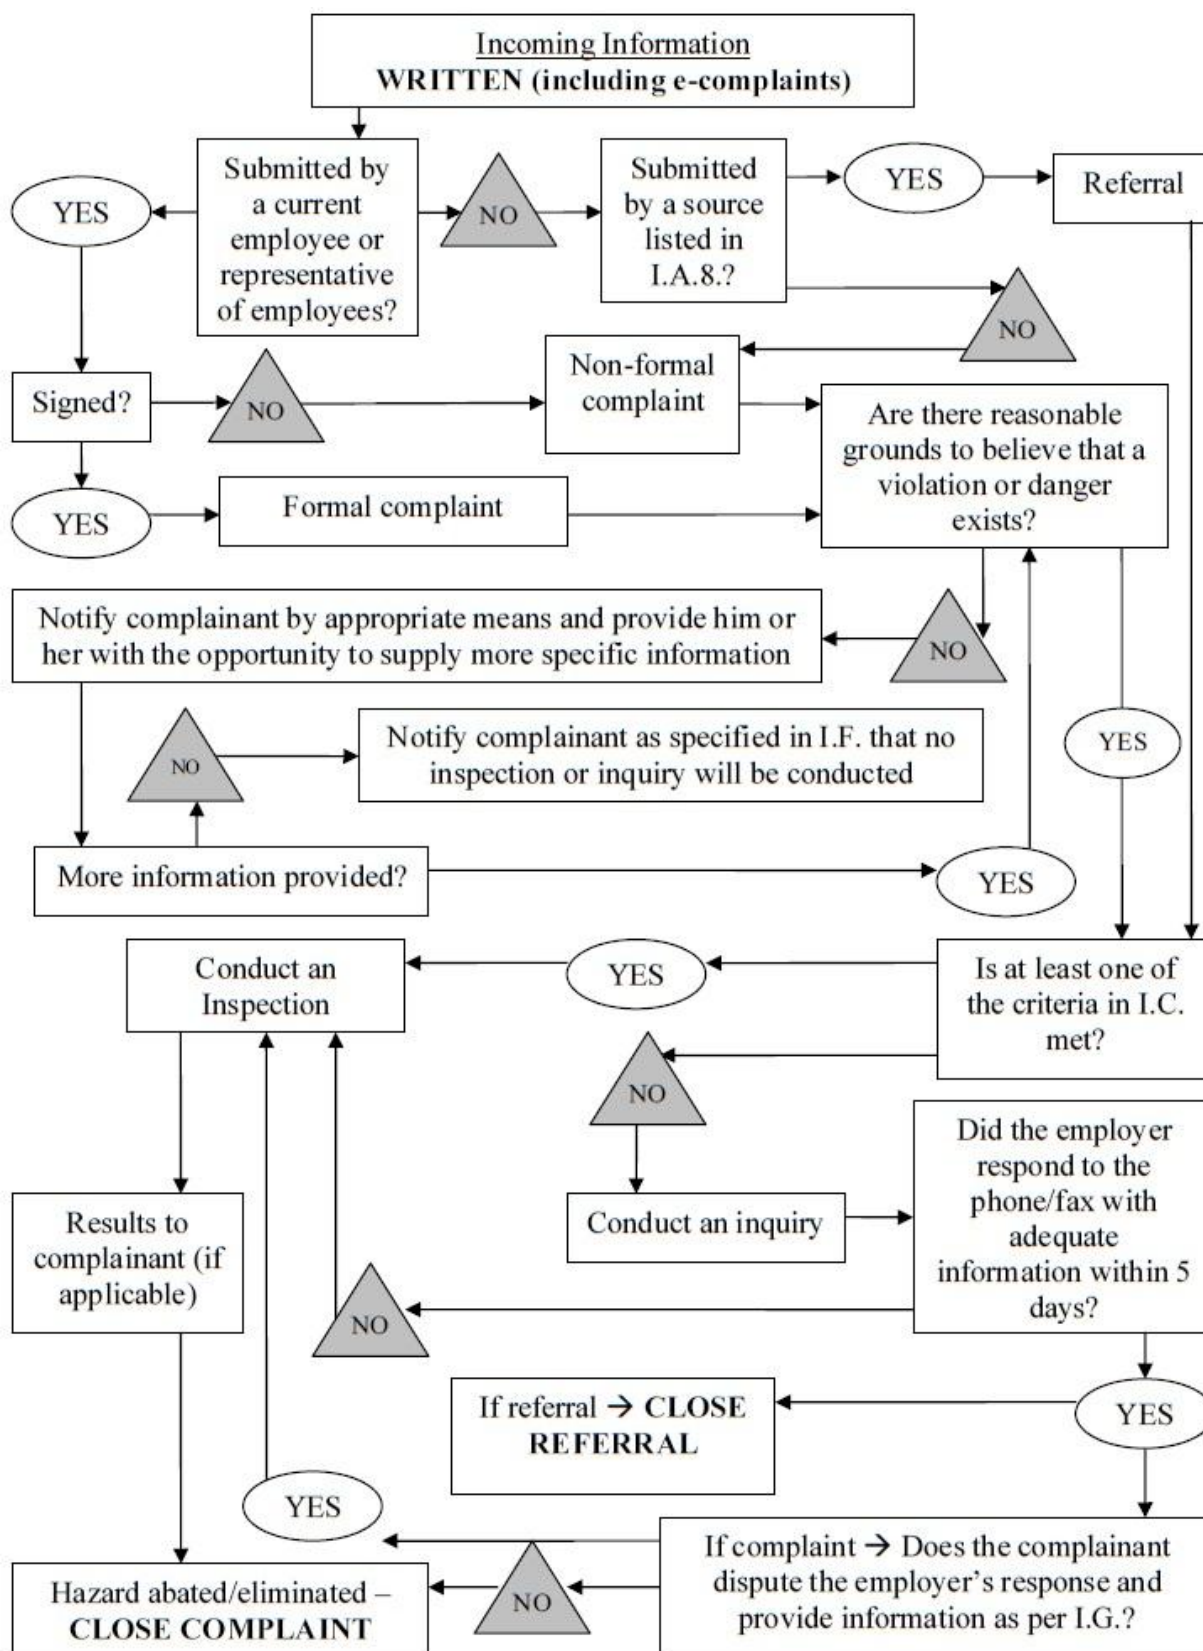 Incoming Information
WRITTEN (including e-complaints)
Submitted by
a current
employee or
representative
of employees?
YES
NO
Submitted
by a source
listed in
I.A.8.?
YES
Referral
NO
Signed?
NO
Non-formal
complaint
Are there reasonable
grounds to believe that a
violation or danger
exists?
YES
Formal complaint
Notify complainant by appropriate means and provide him or
her with the opportunity to supply more specific information
NO
YES
NO
Notify complainant as specified in I.F. that no
inspection or inquiry will be conducted
More information provided?
YES
Conduct an
Inspection
YES
Is at least one of
the criteria in I.C.
met?
NO
Did the employer
respond to the
phone/fax with
adequate
information within 5
days?
Results to
complainant (if
applicable)
Conduct an inquiry
NO
If referral → CLOSE
REFERRAL
YES
YES
If complaint → Does the complainant
dispute the employer's response and
provide information as per I.G.?
Hazard abated/eliminated –
CLOSE COMPLAINT
NO